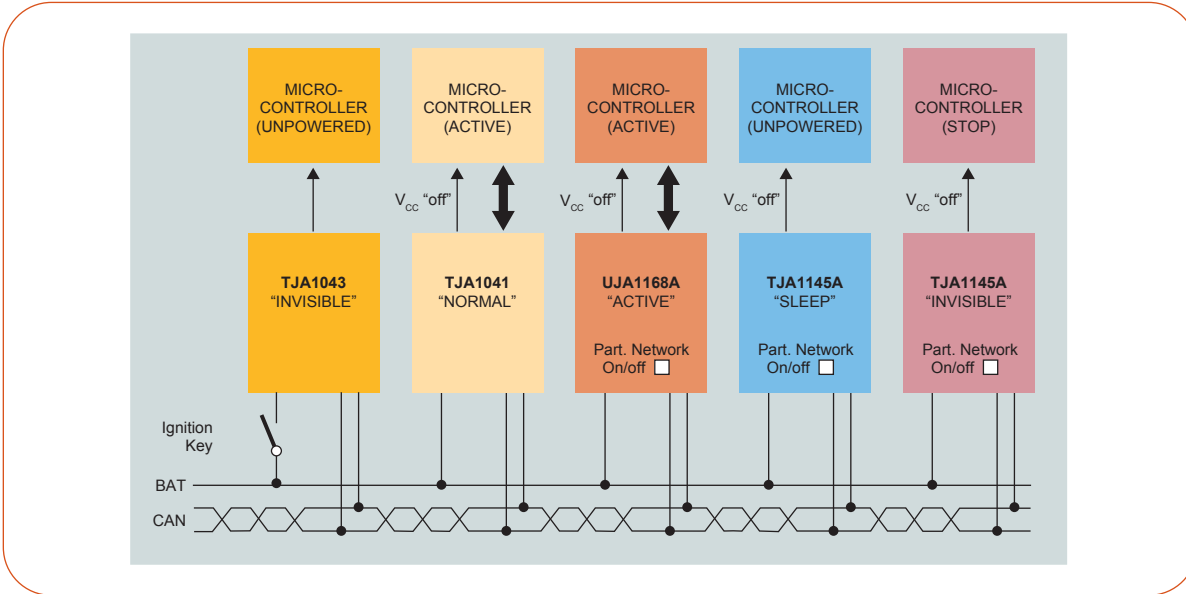 MICRO-
CONTROLLER
(UNPOWERED)
MICRO-
CONTROLLER
(ACTIVE)
MICRO-
CONTROLLER
(ACTIVE)
MICRO-
CONTROLLER
(UNPOWERED)
MICRO-
CONTROLLER
(STOP)
VCC “off”
VCC “off”
VCC “off”
VCC “off”
TJA1043
“INVISIBLE”
TJA1041
“NORMAL”
UJA1168A
“ACTIVE”
Part. Network
On/off
TJA1145A
“SLEEP”
Part. Network
On/off
TJA1145A
“INVISIBLE”
Part. Network
On/off
Ignition
Key
BAT
CAN